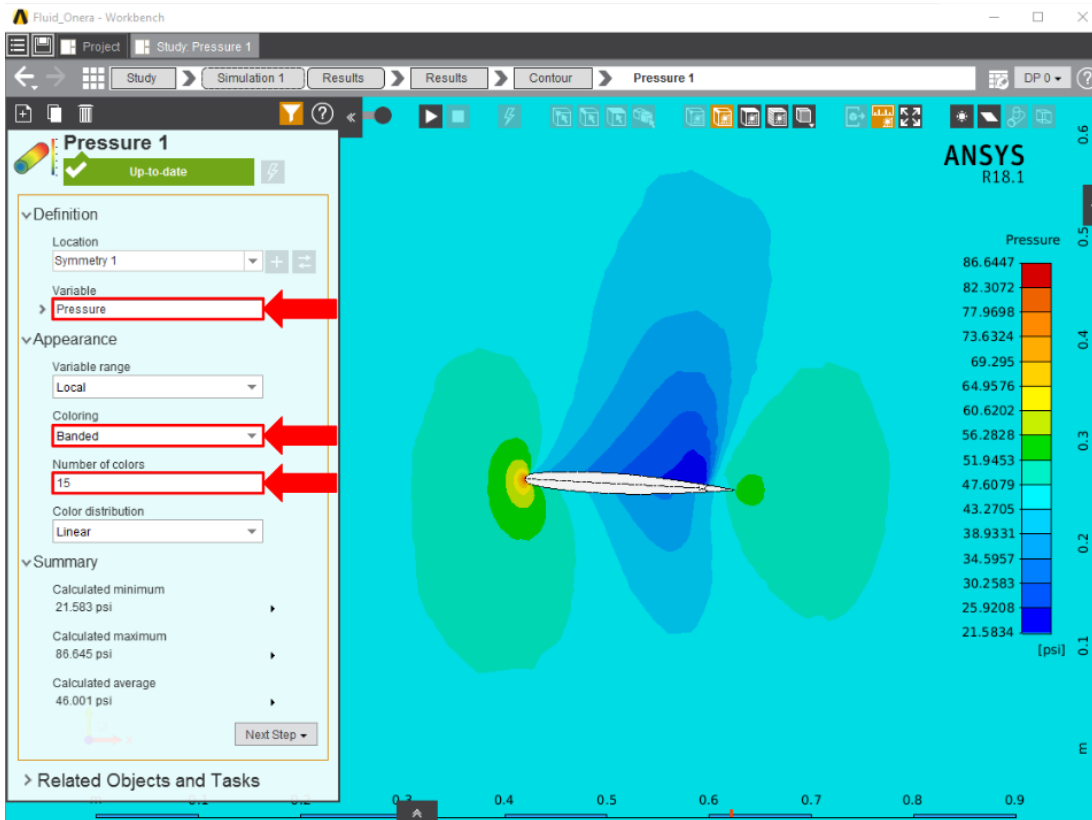 Fluid_Onera - Workbench
Project
Study: Pressure 1
Study
Simulation 1
Results
Results
Contour
Pressure 1
DP 0
Pressure 1
Up-to-date
Definition
Location
Symmetry 1
Variable
Pressure
Appearance
Variable range
Local
Coloring
Banded
Number of colors
15
Color distribution
Linear
Summary
Calculated minimum
21.583 psi
Calculated maximum
86.645 psi
Calculated average
46.001 psi
Next Step
Related Objects and Tasks
ANSYS
R18.1
Pressure
86.6447
82.3072
77.9698
73.6324
69.295
64.9576
60.6202
56.2828
51.9453
47.6079
43.2705
38.9331
34.5957
30.2583
25.9208
21.5834
[psi]
0.6
0.5
0.4
0.3
0.2
0.1
m
m
0.1
0.2
0.3
0.4
0.5
0.6
0.7
0.8
0.9